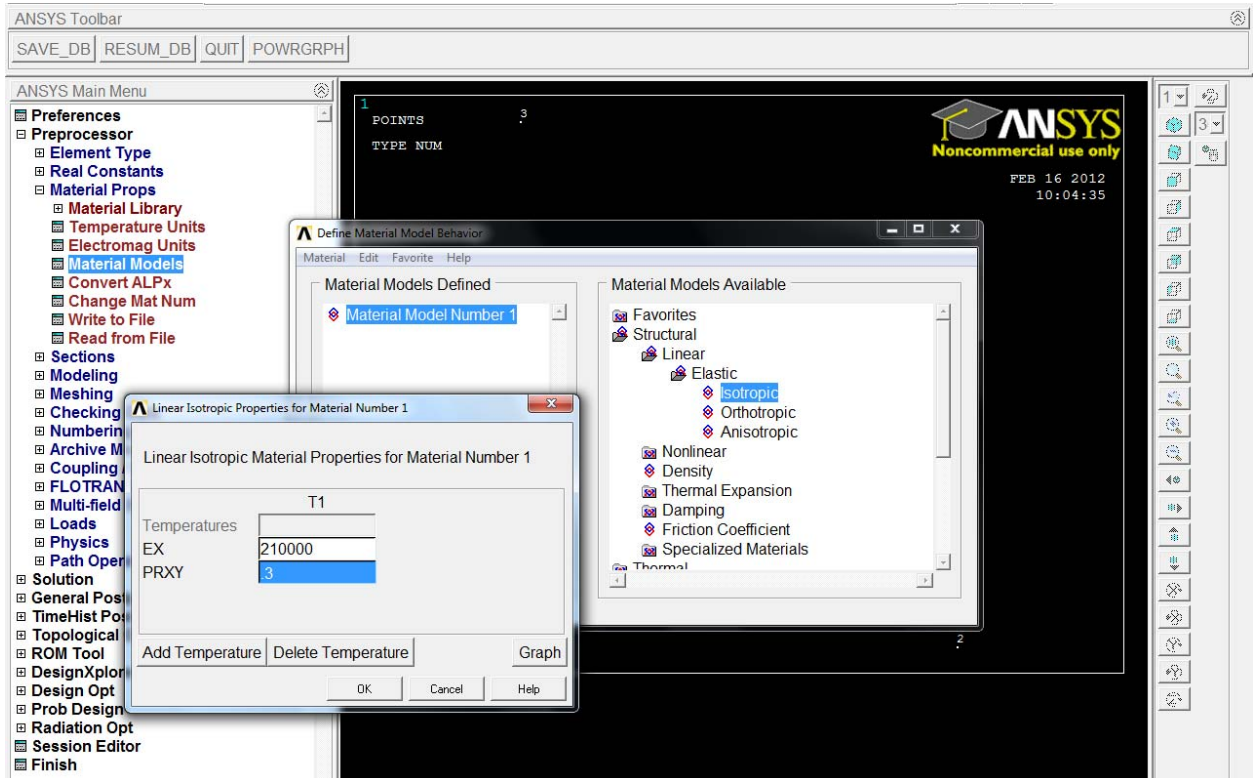 ANSYS Toolbar
SAVE_DB RESUM_DB QUIT POWRGRPH
ANSYS Main Menu
Preferences
Preprocessor
Element Type
Real Constants
Material Props
Material Library
Temperature Units
Electromag Units
Material Models
Convert ALPx
Change Mat Num
Write to File
Read from File
Sections
Modeling
Meshing
Checking
Numberin
Archive M
Coupling
FLOTRAN
Multi-field
Loads
Physics
Path Oper
Solution
General Post
TimeHist Pos
Topological
ROM Tool
DesignXplor
Design Opt
Prob Design
Radiation Opt
Session Editor
Finish
1
POINTS
TYPE NUM
3
ANSYS
Noncommercial use only
FEB 16 2012
10:04:35
2
Define Material Model Behavior
Material Edit Favorite Help
Material Models Defined
Material Model Number 1
Material Models Available
Favorites
Structural
Linear
Elastic
Isotropic
Orthotropic
Anisotropic
Nonlinear
Density
Thermal Expansion
Damping
Friction Coefficient
Specialized Materials
Thermal
Linear Isotropic Properties for Material Number 1
Linear Isotropic Material Properties for Material Number 1
T1
Temperatures
EX 210000
PRXY .3
Add Temperature Delete Temperature Graph
OK Cancel Help
1
3